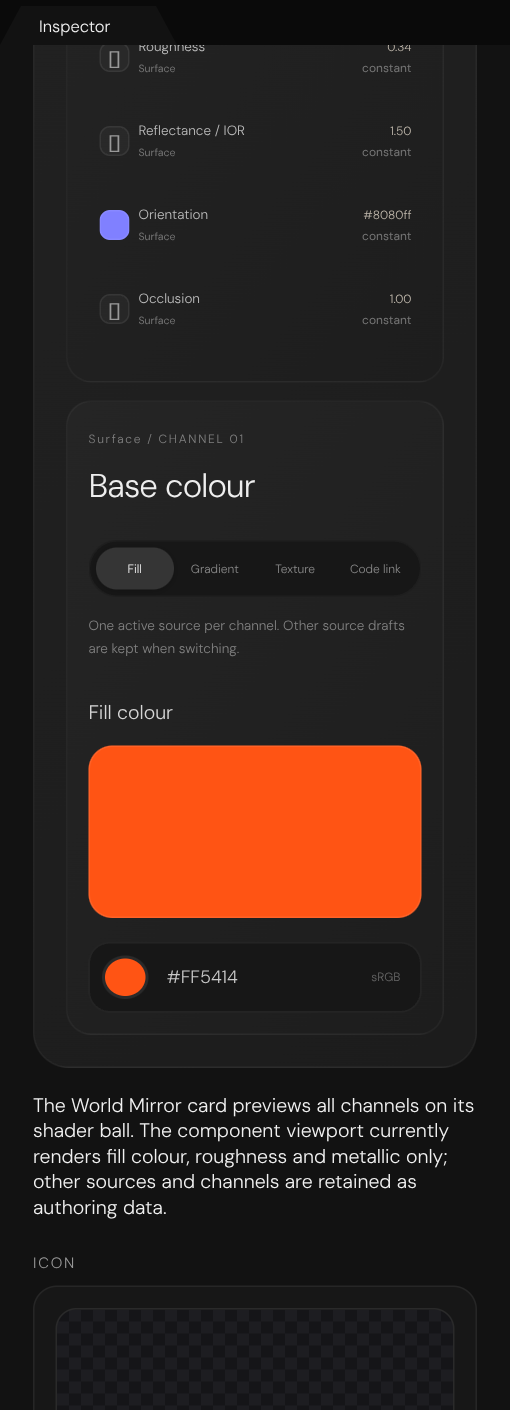 Inspector
Roughness
0.34
Surface
constant
Reflectance / IOR
1.50
Surface
constant
Orientation
#8080ff
Surface
constant
Occlusion
1.00
Surface
constant
Surface / CHANNEL 01
Base colour
Fill
Gradient
Texture
Code link
One active source per channel. Other source drafts
are kept when switching.
Fill colour
#FF5414
sRGB
The World Mirror card previews all channels on its
shader ball. The component viewport currently
renders fill colour, roughness and metallic only;
other sources and channels are retained as
authoring data.
ICON